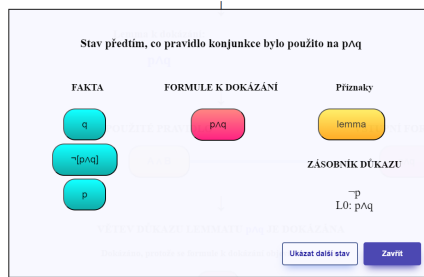 Stav předtím, co pravidlo konjunkce bylo použito na p∧q
FAKTA
FORMULE K DOKÁZÁNÍ
Příznaky
q
p∧q
lemma
¬[p∧q]
ZÁSOBNÍK DŮKAZU
p
¬p
L0: p∧q
Ukázat další stav
Zavřít